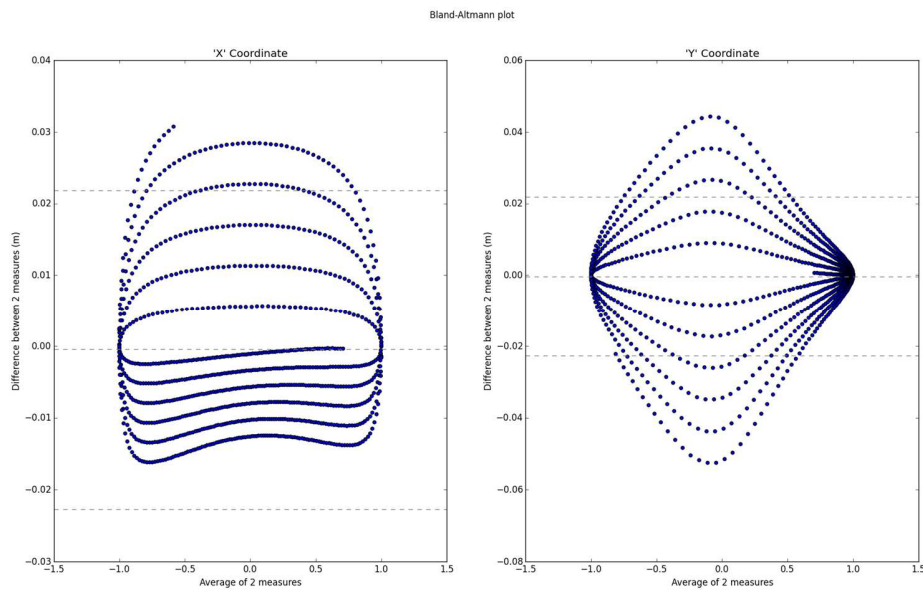 Bland-Altmann plot
'X' Coordinate
0.04
0.03
0.02
0.01
0.00
−0.01
−0.02
−0.03
−1.5 −1.0 −0.5 0.0 0.5 1.0 1.5
Difference between 2 measures (m)
Average of 2 measures
'Y' Coordinate
0.06
0.04
0.02
0.00
−0.02
−0.04
−0.06
−0.08
−1.5 −1.0 −0.5 0.0 0.5 1.0 1.5
Difference between 2 measures (m)
Average of 2 measures